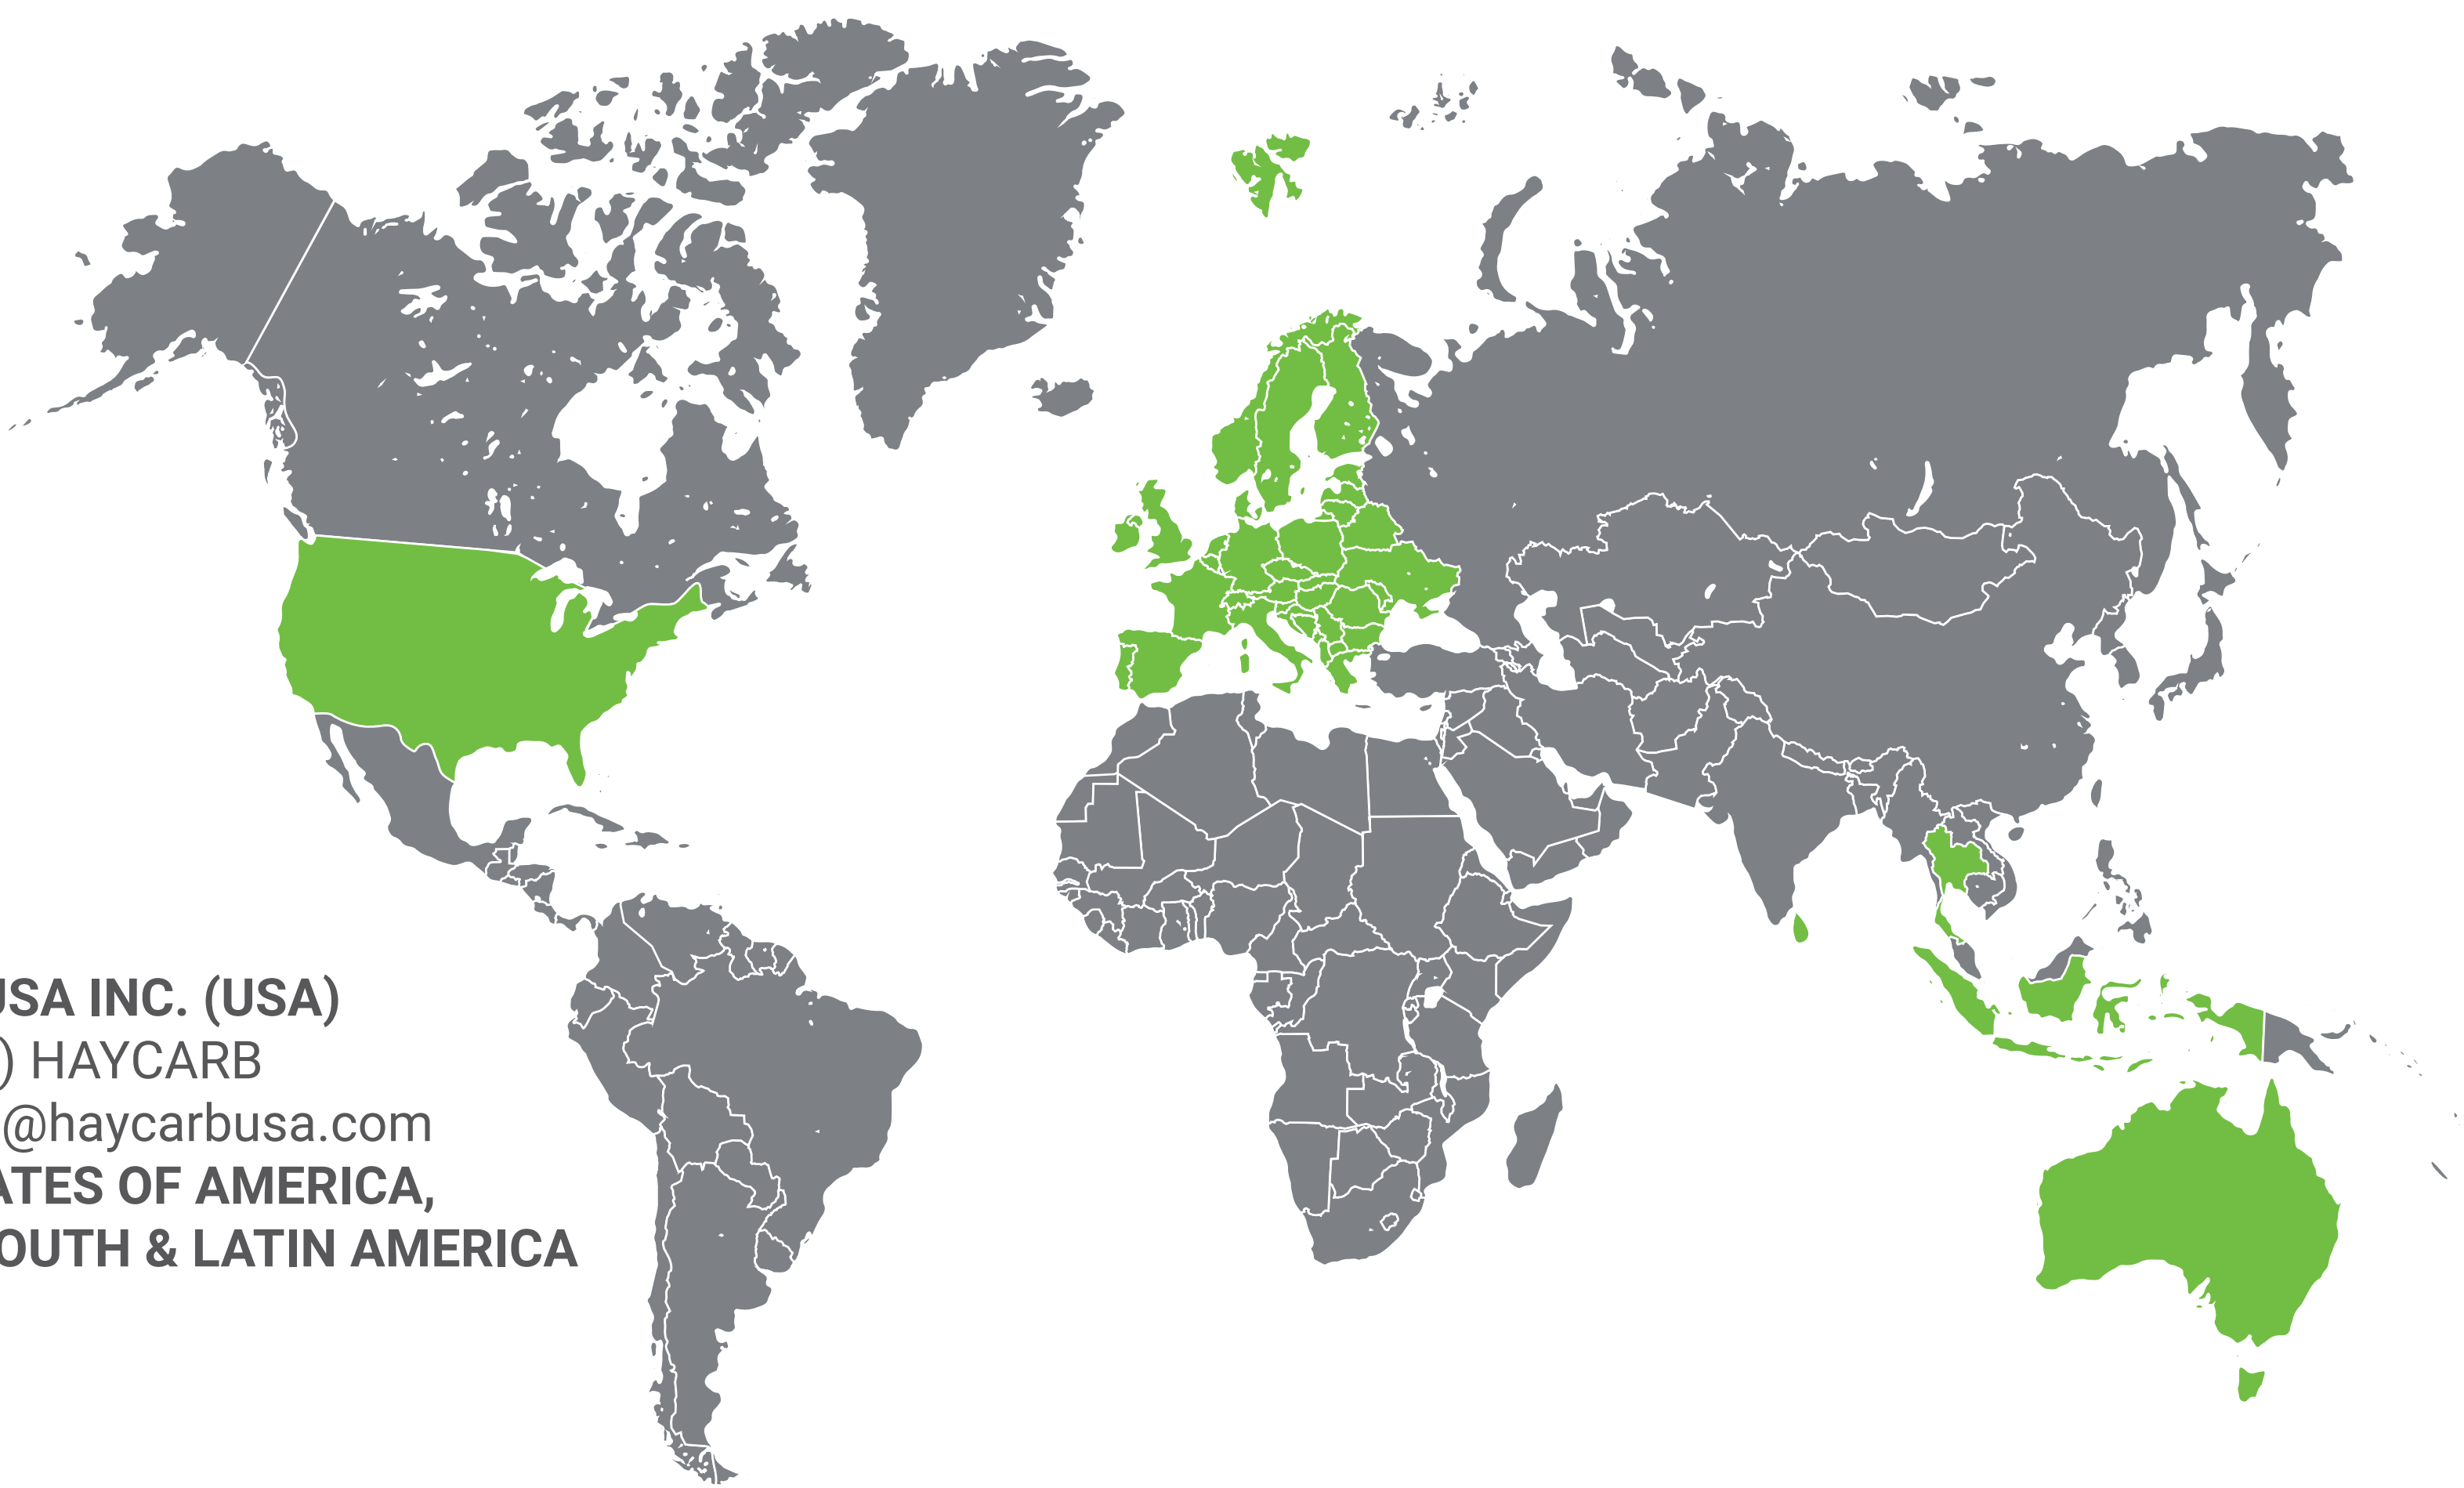 USA INC. (USA)
) HAYCARB
@haycarbusa.com
ATES OF AMERICA,
OUTH & LATIN AMERICA